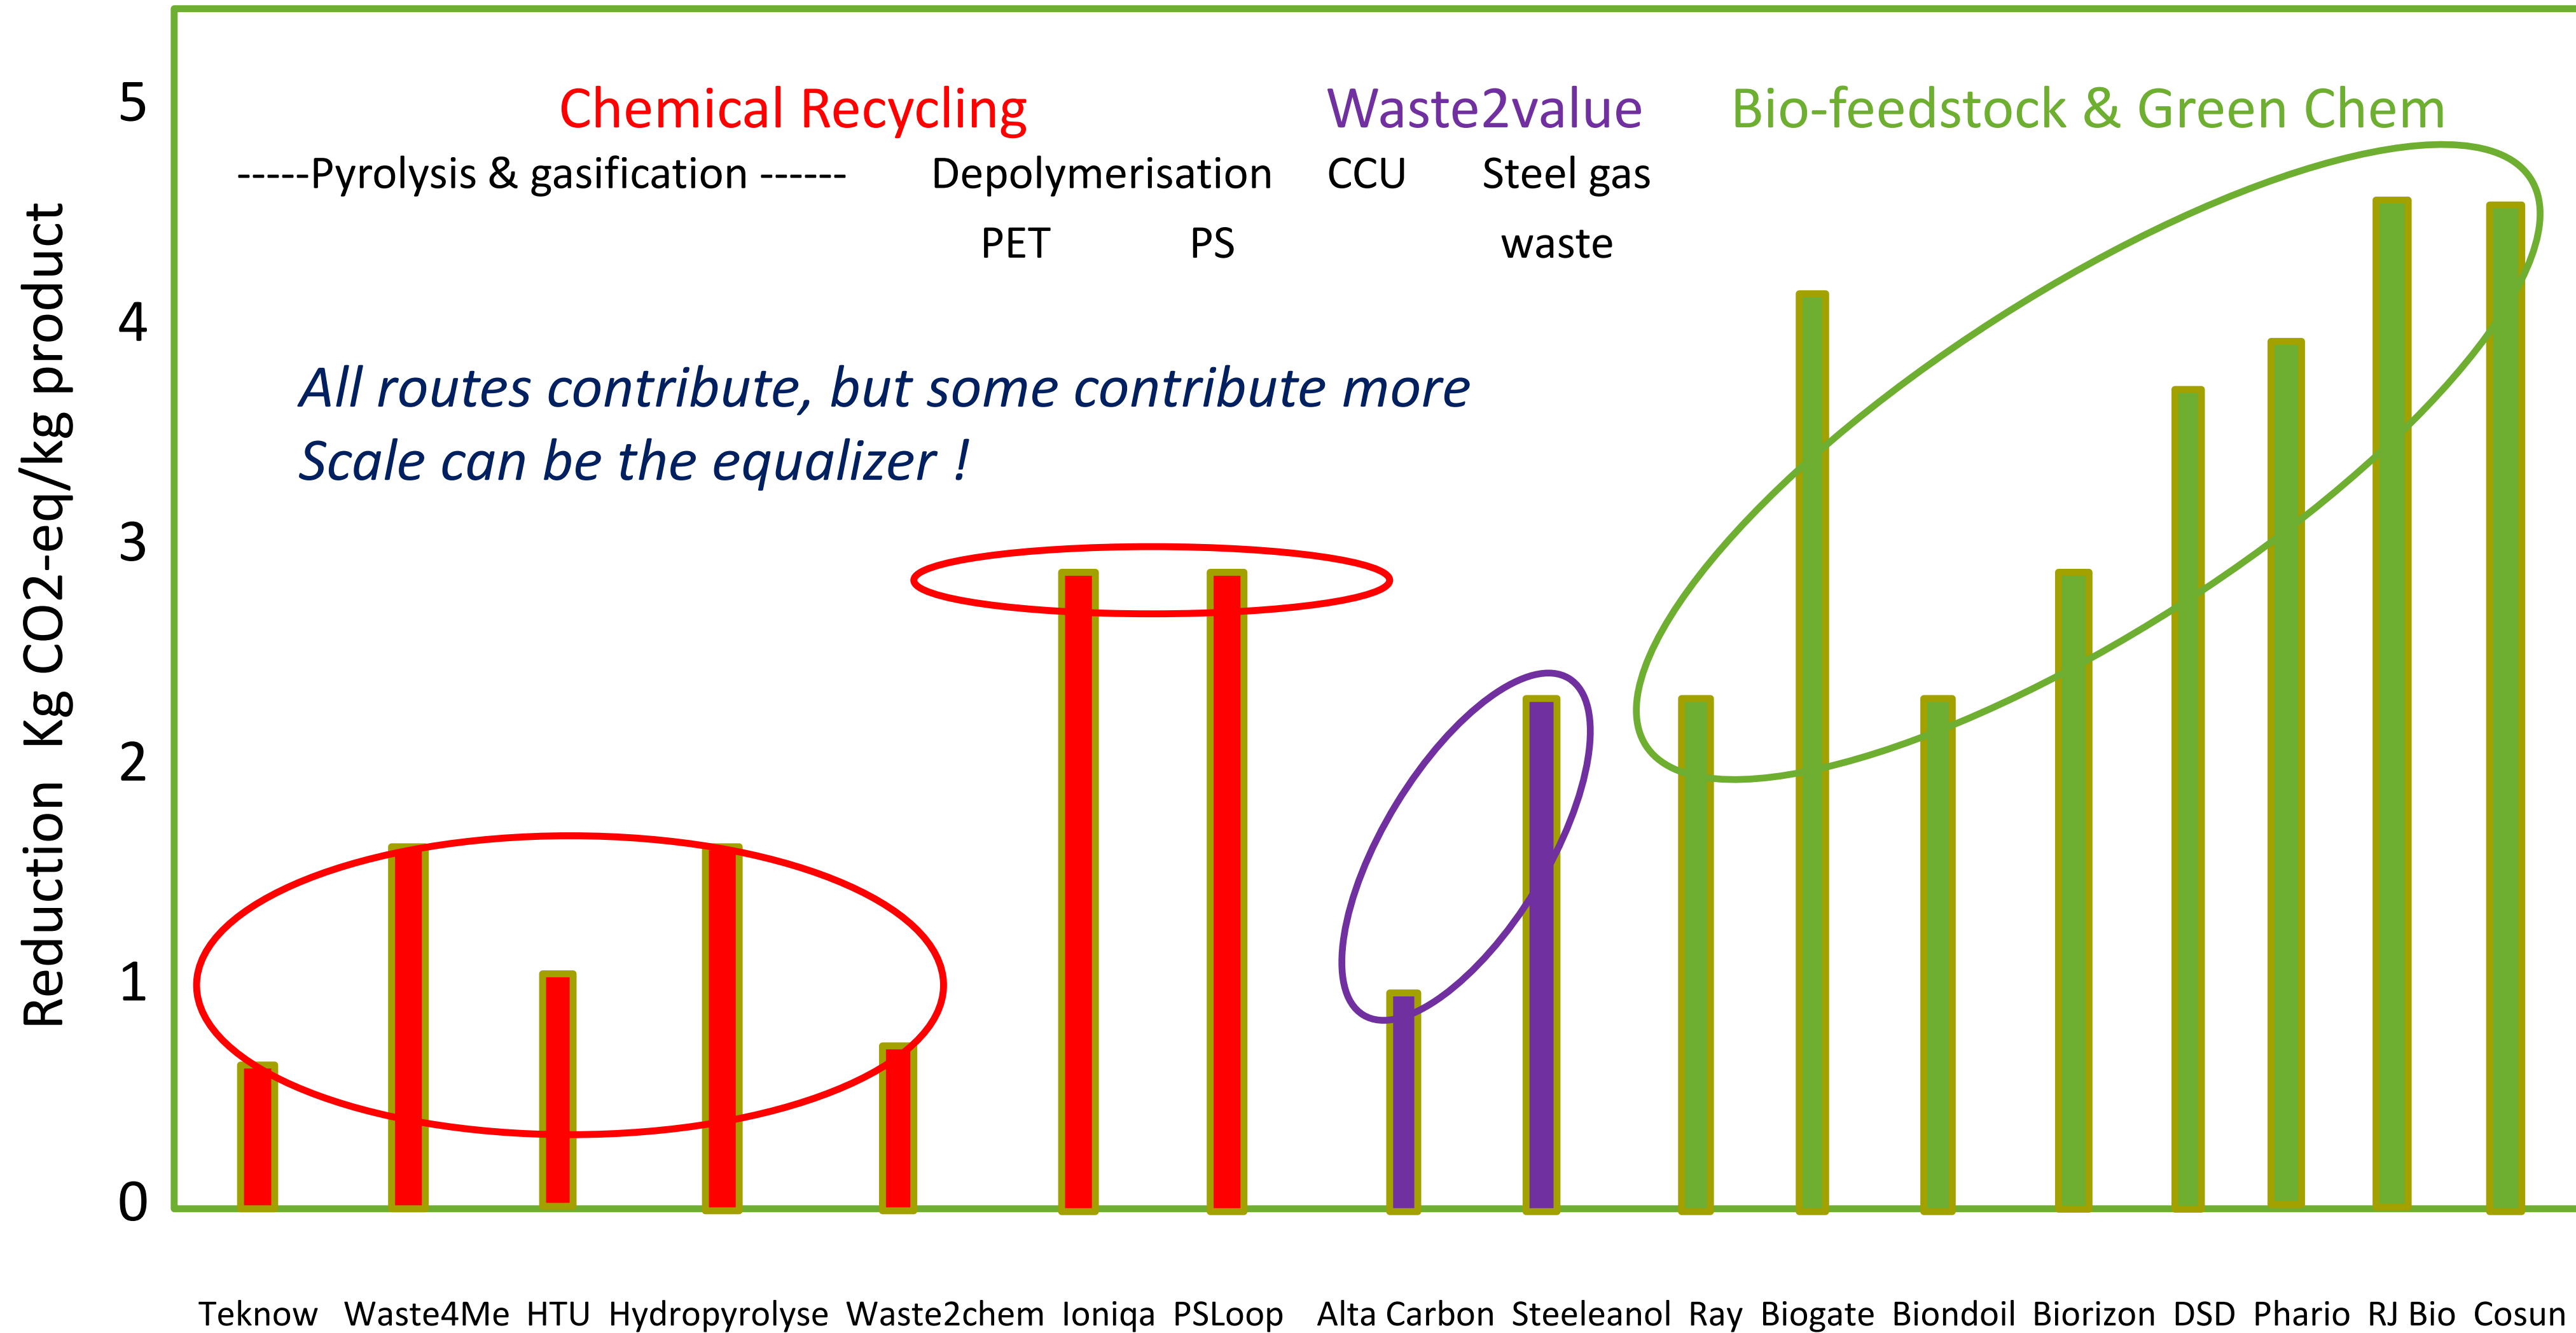 5
Chemical Recycling
Waste2value
Bio-feedstock & Green Chem
-----Pyrolysis & gasification ------
Depolymerisation
CCU
Steel gas
PET
PS
waste
4
All routes contribute, but some contribute more
Scale can be the equalizer !
3
2
1
0
Reduction  Kg CO2-eq/kg product
Teknow Waste4Me HTU Hydropyrolyse Waste2chem Ioniqa PSLoop Alta Carbon Steeleanol Ray Biogate Biondoil Biorizon DSD Phario RJ Bio Cosun